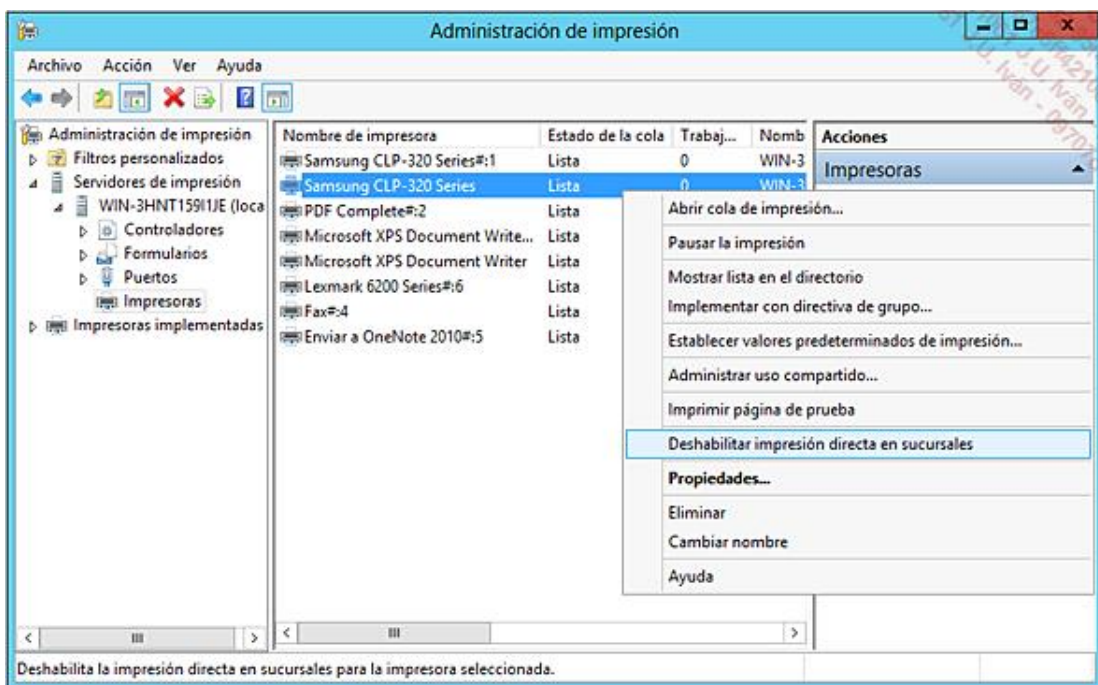 Administración de impresión
Archivo Acción Ver Ayuda
Administración de impresión
Filtros personalizados
Servidores de impresión
WIN-3HNT159I1JE (loca
Controladores
Formularios
Puertos
Impresoras
Impresoras implementadas
Nombre de impresora Estado de la cola Trabaj... Nomb
Samsung CLP-320 Series#:1 Lista 0 WIN-3
Samsung CLP-320 Series Lista 0 WIN-3
PDF Complete#:2 Lista
Microsoft XPS Document Write... Lista
Microsoft XPS Document Writer Lista
Lexmark 6200 Series#:6 Lista
Fax#:4 Lista
Enviar a OneNote 2010#:5 Lista
Acciones
Impresoras
Abrir cola de impresión...
Pausar la impresión
Mostrar lista en el directorio
Implementar con directiva de grupo...
Establecer valores predeterminados de impresión...
Administrar uso compartido...
Imprimir página de prueba
Deshabilitar impresión directa en sucursales
Propiedades...
Eliminar
Cambiar nombre
Ayuda
Deshabilita la impresión directa en sucursales para la impresora seleccionada.